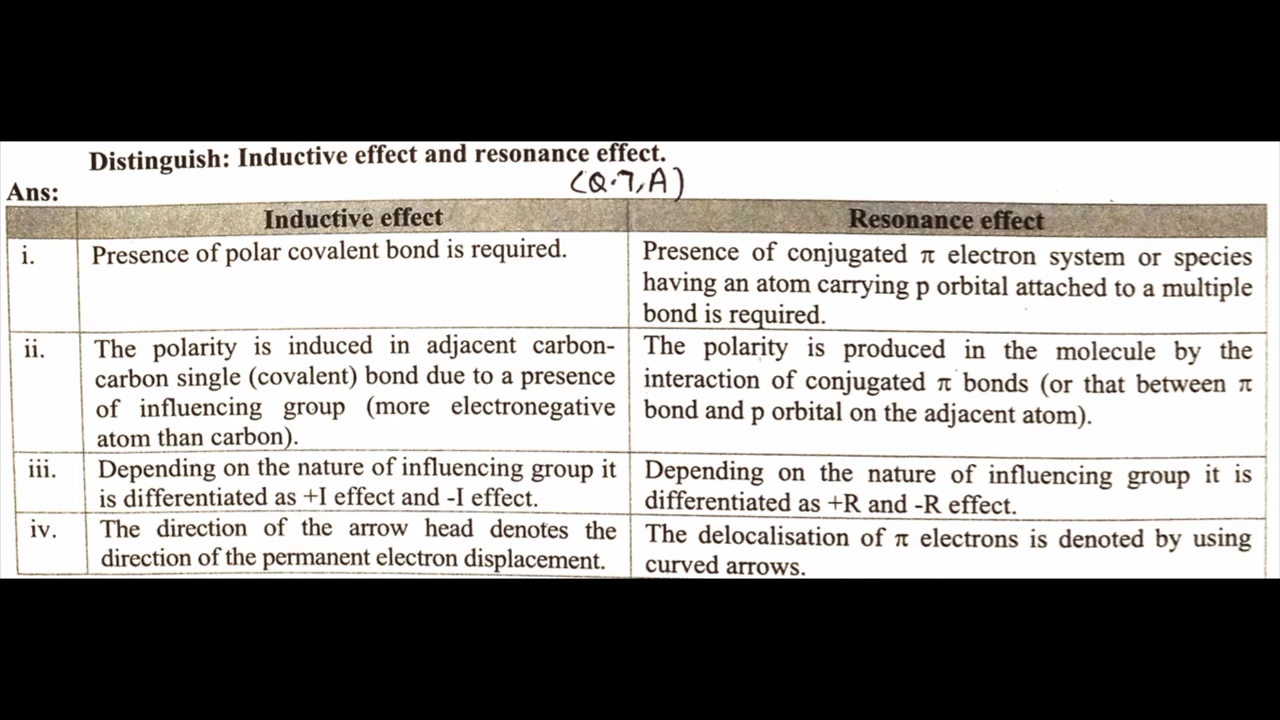 Distinguish: Inductive effect and resonance effect.
(Q.7,A)
Ans:
Inductive effect Resonance effect
i. Presence of polar covalent bond is required.
Presence of conjugated π electron system or species
having an atom carrying p orbital attached to a multiple
bond is required.
ii. The polarity is induced in adjacent carbon-
carbon single (covalent) bond due to a presence
of influencing group (more electronegative
atom than carbon).
The polarity is produced in the molecule by the
interaction of conjugated π bonds (or that between π
bond and p orbital on the adjacent atom).
iii. Depending on the nature of influencing group it
is differentiated as +I effect and -I effect.
Depending on the nature of influencing group it is
differentiated as +R and -R effect.
iv. The direction of the arrow head denotes the
direction of the permanent electron displacement.
The delocalisation of π electrons is denoted by using
curved arrows.